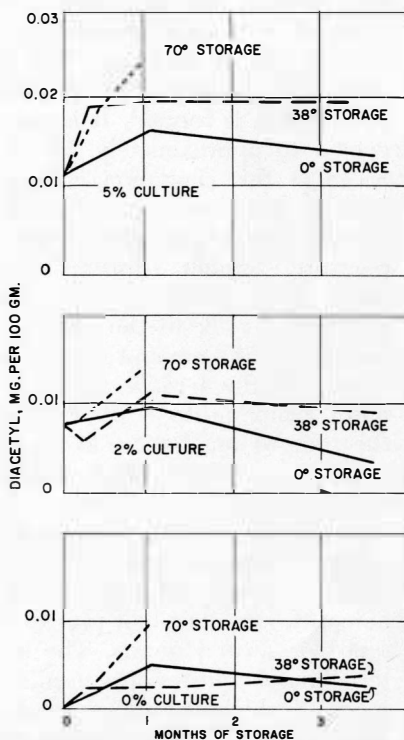 0.03
70° STORAGE
0.02
38° STORAGE
0° STORAGE
0.01
5% CULTURE
0
DIACETYL, MG. PER 100 GM.
70° STORAGE
0.01
38° STORAGE
2% CULTURE
0° STORAGE
0
0.01
70° STORAGE
38° STORAGE
0° STORAGE
0% CULTURE
0
0 1 2 3
MONTHS OF STORAGE